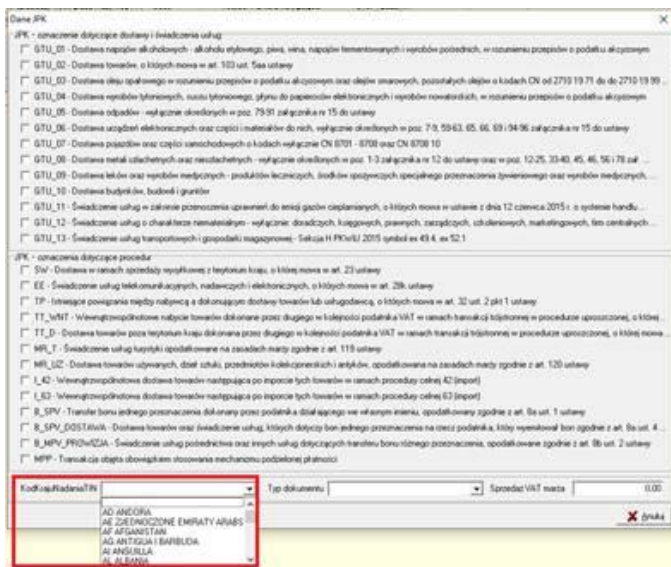 Dane JPK
JPK - oznaczenie dotyczące dostawy i świadczenia usług
GTU_01 - Dostawa napojów alkoholowych - alkoholu etylowego, piwa, wina, napojów fermentowanych i wyrobów pośrednich, w rozumieniu przepisów o podatku akcyzowym
GTU_02 - Dostawa towarów, o których mowa w art. 103 ust. 5aa ustawy
GTU_03 - Dostawa oleju opałowego w rozumieniu przepisów o podatku akcyzowym oraz olejów smarowych, pozostałych olejów o kodach CN od 2710 19 71 do do 2710 19 99 ...
GTU_04 - Dostawa wyrobów tytoniowych, suszu tytoniowego, płynu do papierosów elektronicznych i wyrobów nowatorskich, w rozumieniu przepisów o podatku akcyzowym
GTU_05 - Dostawa odpadów - wyłącznie określonych w poz. 79-91 załącznika nr 15 do ustawy
GTU_06 - Dostawa urządzeń elektronicznych oraz części i materiałów do nich, wyłącznie określonych w poz. 7-9, 59-63, 65, 66, 69 i 94-96 załącznika nr 15 do ustawy
GTU_07 - Dostawa pojazdów oraz części samochodowych o kodach wyłącznie CN 8701 - 8708 oraz CN 8708 10
GTU_08 - Dostawa metali szlachetnych oraz nieszlachetnych - wyłącznie określonych w poz. 1-3 załącznika nr 12 do ustawy oraz w poz. 12-25, 33-40, 45, 46, 56 i 78 zał. ...
GTU_09 - Dostawa leków oraz wyrobów medycznych - produktów leczniczych, środków spożywczych specjalnego przeznaczenia żywieniowego oraz wyrobów medycznych, ...
GTU_10 - Dostawa budynków, budowli i gruntów
GTU_11 - Świadczenie usług w zakresie przenoszenia uprawnień do emisji gazów cieplarnianych, o których mowa w ustawie z dnia 12 czerwca 2015 r. o systemie handlu...
GTU_12 - Świadczenie usług o charakterze niematerialnym - wyłącznie: doradczych, księgowych, prawnych, zarządczych, szkoleniowych, marketingowych, firm centralnych ...
GTU_13 - Świadczenie usług transportowych i gospodarki magazynowej - Sekcja H PKWiU 2015 symbol ex 49.4, ex 52.1
JPK - oznaczenia dotyczące procedur
SW - Dostawa w ramach sprzedaży wysyłkowej z terytorium kraju, o której mowa w art. 23 ustawy
EE - Świadczenie usług telekomunikacyjnych, nadawczych i elektronicznych, o których mowa w art. 28k ustawy
TP - Istniejące powiązania między nabywcą a dokonującym dostawy towarów lub usługodawcą, o których mowa w art. 32 ust. 2 pkt 1 ustawy
TT_WNT - Wewnątrzwspólnotowe nabycie towarów dokonane przez drugiego w kolejności podatnika VAT w ramach transakcji trójstronnej w procedurze uproszczonej, o której...
TT_D - Dostawa towarów poza terytorium kraju dokonana przez drugiego w kolejności podatnika VAT w ramach transakcji trójstronnej w procedurze uproszczonej, o której mowa...
MR_T - Świadczenie usług turystyki opodatkowane na zasadach marży zgodnie z art. 119 ustawy
MR_UZ - Dostawa towarów używanych, dzieł sztuki, przedmiotów kolekcjonerskich i antyków, opodatkowana na zasadach marży zgodnie z art. 120 ustawy
I_42 - Wewnątrzwspólnotowa dostawa towarów następująca po imporcie tych towarów w ramach procedury celnej 42 (import)
I_63 - Wewnątrzwspólnotowa dostawa towarów następująca po imporcie tych towarów w ramach procedury celnej 63 (import)
B_SPV - Transfer bonu jednego przeznaczenia dokonany przez podatnika działającego we własnym imieniu, opodatkowany zgodnie z art. 8a ust. 1 ustawy
B_SPV_DOSTAWA - Dostawa towarów oraz świadczenie usług, których dotyczy bon jednego przeznaczenia na rzecz podatnika, który wyemitował bon zgodnie z art. 8a ust. 4 ...
B_MPV_PROWIZJA - Świadczenie usług pośrednictwa oraz innych usług dotyczących transferu bonu różnego przeznaczenia, opodatkowane zgodnie z art. 8b ust. 2 ustawy
MPP - Transakcja objęta obowiązkiem stosowania mechanizmu podzielonej płatności
KodKrajuNadaniaTIN Typ dokumentu Sprzedaż VAT marża 0.00
AD ANDORA
AE ZJEDNOCZONE EMIRATY ARABS
AF AFGANISTAN
AG ANTIGUA I BARBUDA
AI ANGUILLA
AL ALBANIA
Anuluj